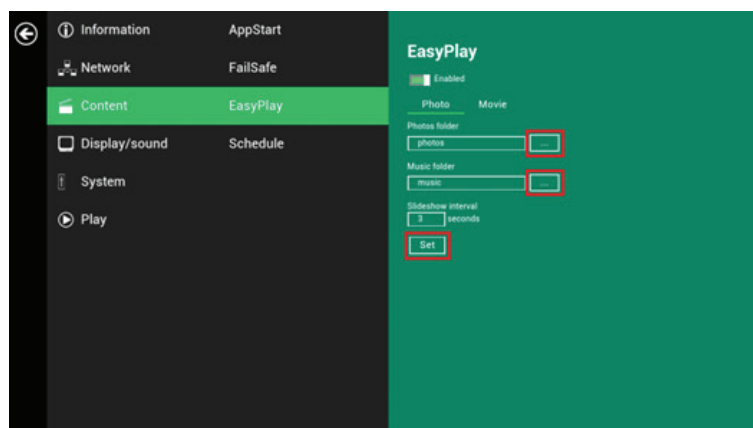 Information
Network
Content
Display/sound
System
Play
AppStart
FailSafe
EasyPlay
Schedule
EasyPlay
Enabled
Photo Movie
Photos folder
photos ...
Music folder
music ...
Slideshow interval
3 seconds
Set